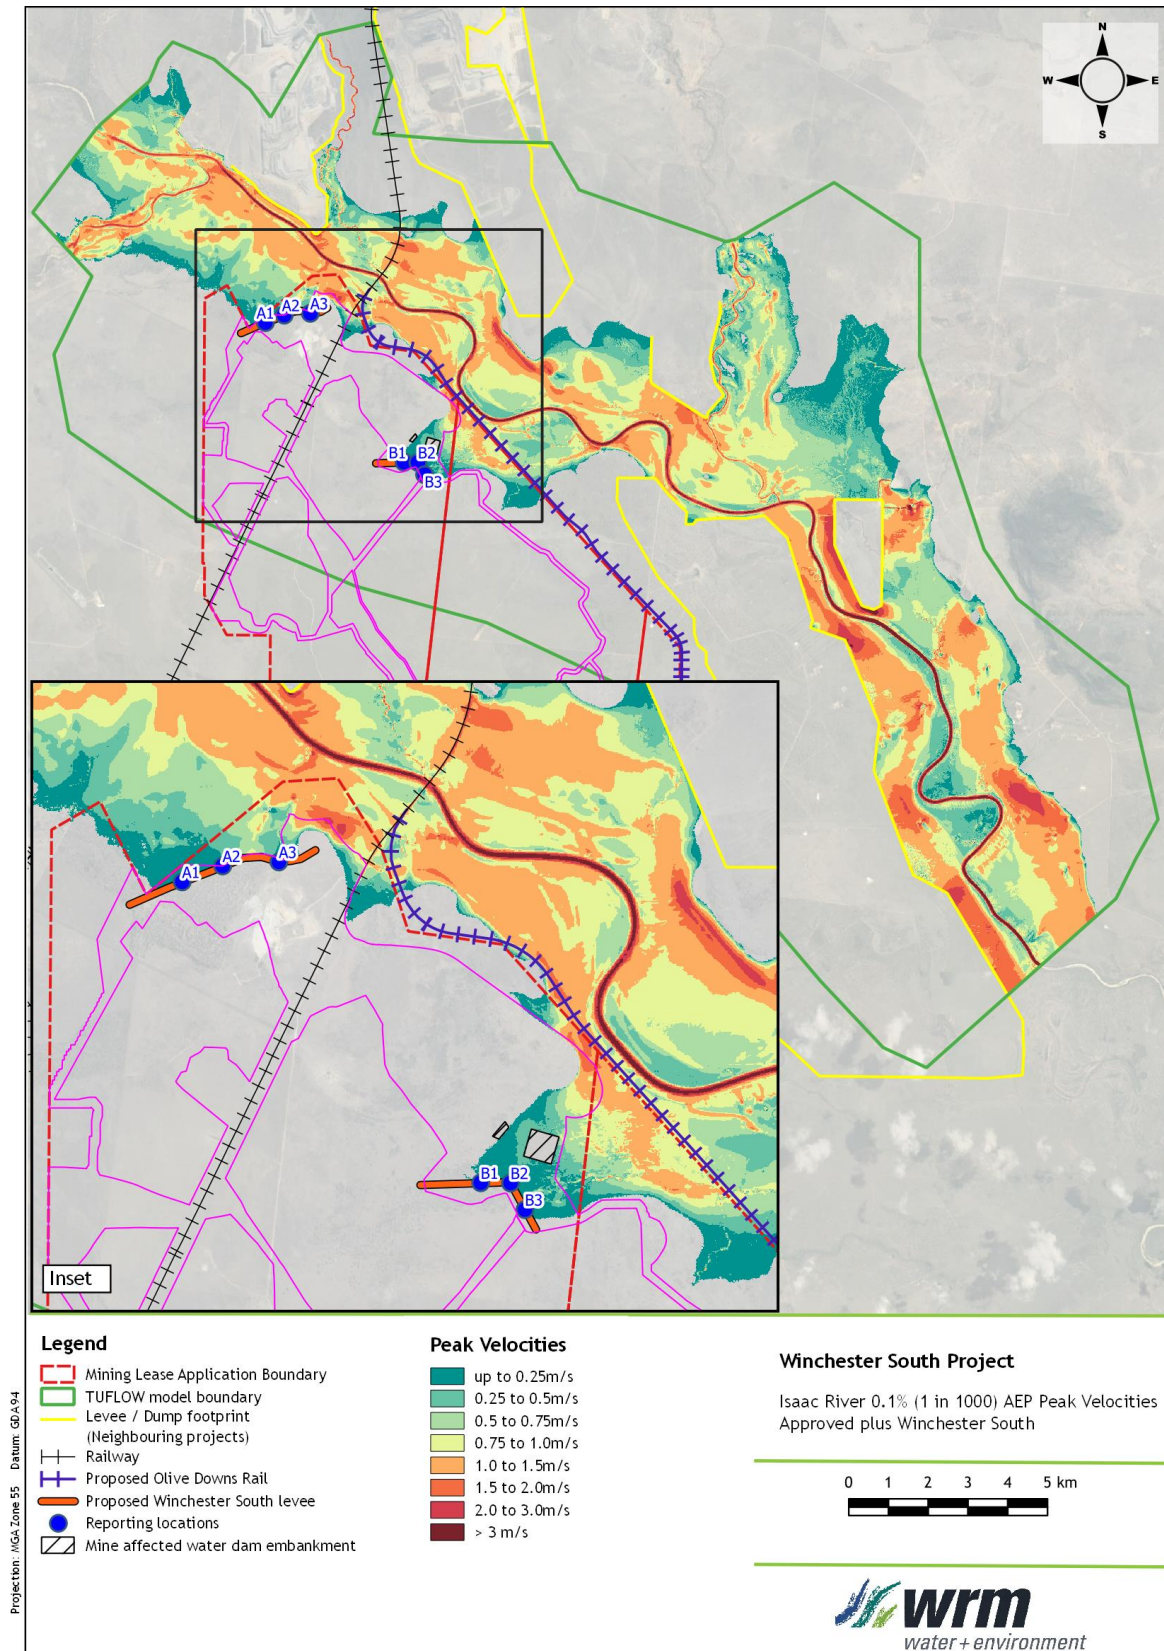 N
W E
S
A1 A2 A3
B1 B2
B3
A1 A2 A3
B1 B2
B3
Inset
Legend
Mining Lease Application Boundary
TUFLOW model boundary
Levee / Dump footprint
(Neighbouring projects)
Railway
Proposed Olive Downs Rail
Proposed Winchester South levee
Reporting locations
Mine affected water dam embankment
Peak Velocities
up to 0.25m/s
0.25 to 0.5m/s
0.5 to 0.75m/s
0.75 to 1.0m/s
1.0 to 1.5m/s
1.5 to 2.0m/s
2.0 to 3.0m/s
> 3 m/s
Winchester South Project
Isaac River 0.1% (1 in 1000) AEP Peak Velocities
Approved plus Winchester South
0 1 2 3 4 5 km
wrm
water + environment
Projection: MGA Zone 55 Datum: GDA94